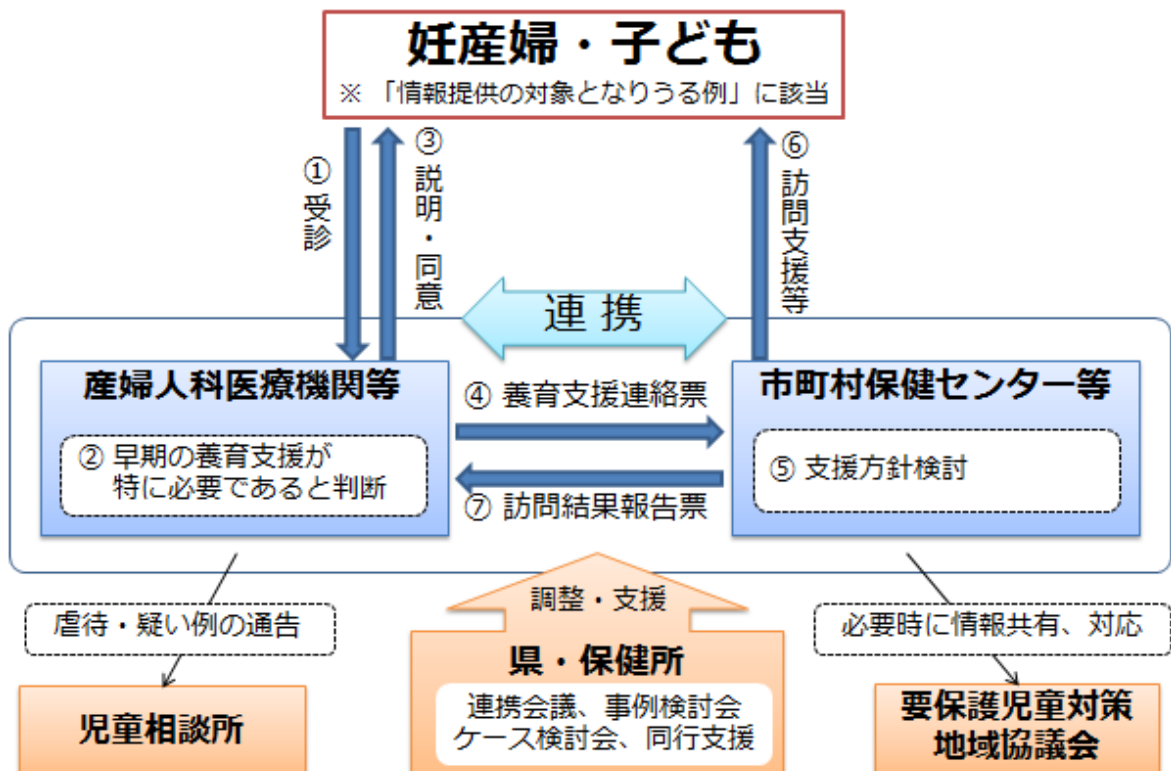 妊産婦・子ども
※ 「情報提供の対象となりうる例」に該当
① 受診
③ 説明・同意
⑥ 訪問支援等
連携
産婦人科医療機関等
② 早期の養育支援が
特に必要であると判断
④ 養育支援連絡票
⑦ 訪問結果報告票
市町村保健センター等
⑤ 支援方針検討
虐待・疑い例の通告
調整・支援
必要時に情報共有、対応
児童相談所
県・保健所
連携会議、事例検討会
ケース検討会、同行支援
要保護児童対策
地域協議会